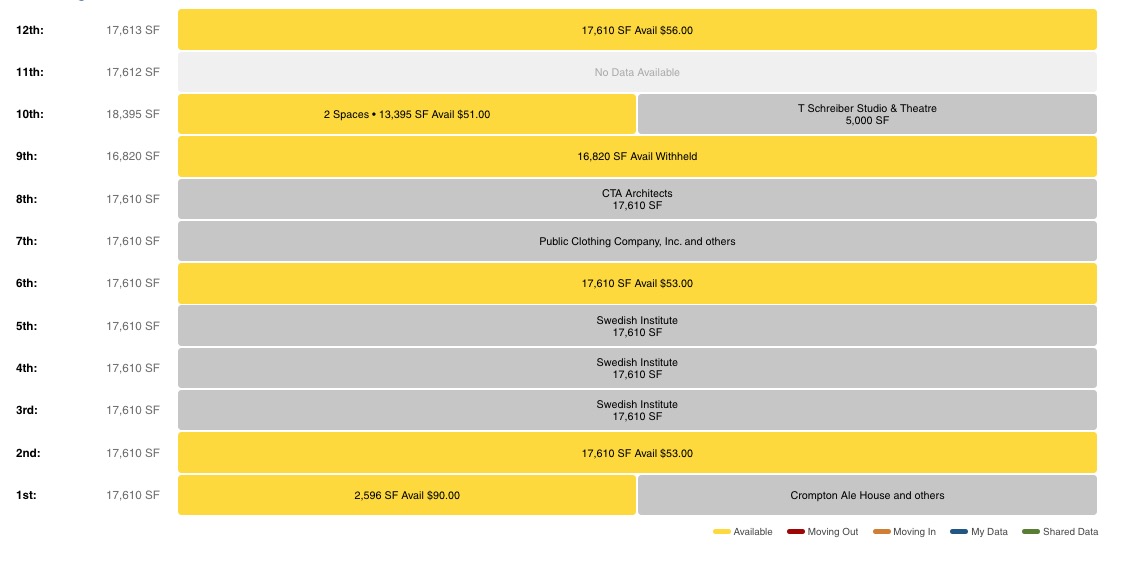 12th: 17,613 SF 17,610 SF Avail $56.00
11th: 17,612 SF No Data Available
10th: 18,395 SF 2 Spaces • 13,395 SF Avail $51.00 T Schreiber Studio & Theatre
5,000 SF
9th: 16,820 SF 16,820 SF Avail Withheld
8th: 17,610 SF CTA Architects
17,610 SF
7th: 17,610 SF Public Clothing Company, Inc. and others
6th: 17,610 SF 17,610 SF Avail $53.00
5th: 17,610 SF Swedish Institute
17,610 SF
4th: 17,610 SF Swedish Institute
17,610 SF
3rd: 17,610 SF Swedish Institute
17,610 SF
2nd: 17,610 SF 17,610 SF Avail $53.00
1st: 17,610 SF 2,596 SF Avail $90.00 Crompton Ale House and others
Available Moving Out Moving In My Data Shared Data